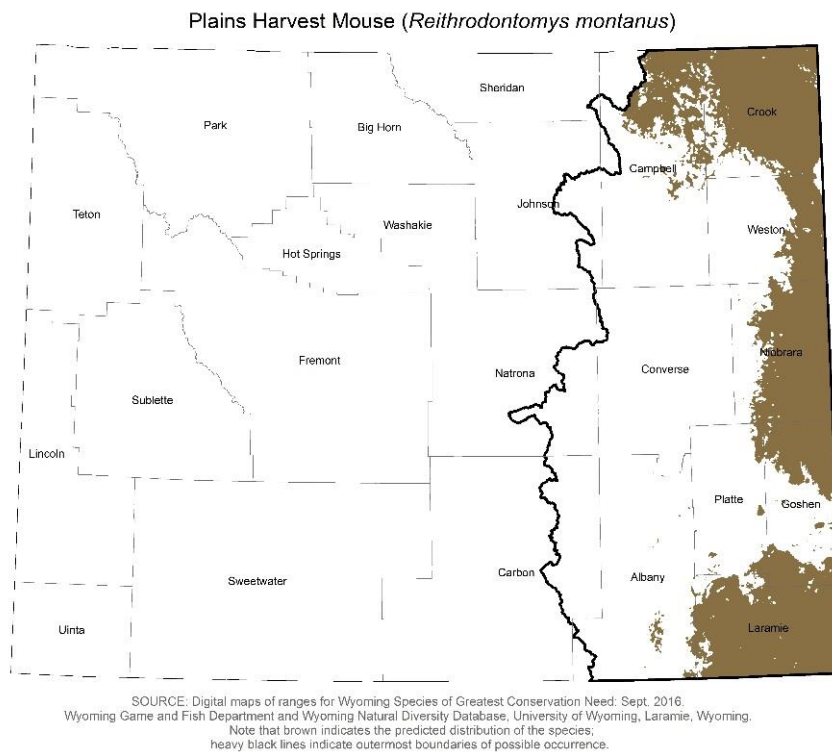 Plains Harvest Mouse (Reithrodontomys montanus)
Sheridan
Park
Big Horn
Crook
Campbell
Teton
Johnson
Washakie
Weston
Hot Springs
Fremont
Natrona
Converse
Niobrara
Sublette
Lincoln
Platte
Goshen
Sweetwater
Carbon
Albany
Uinta
Laramie
SOURCE: Digital maps of ranges for Wyoming Species of Greatest Conservation Need: Sept. 2016.
Wyoming Game and Fish Department and Wyoming Natural Diversity Database, University of Wyoming, Laramie, Wyoming.
Note that brown indicates the predicted distribution of the species;
heavy black lines indicate outermost boundaries of possible occurrence.